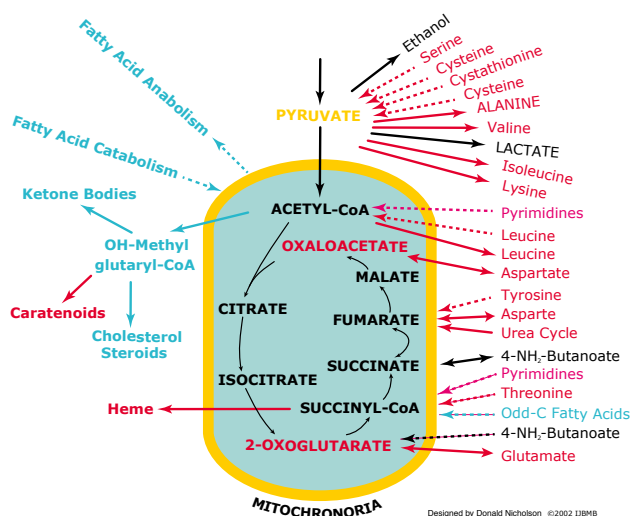 Fatty Acid Anabolism
Fatty Acid Catabolism
Ethanol
Serine
Cysteine
Cystathionine
Cysteine
ALANINE
PYRUVATE
Valine
LACTATE
Isoleucine
Lysine
Ketone Bodies
ACETYL-CoA
Pyrimidines
Leucine
OH-Methyl
glutaryl-CoA
OXALOACETATE
Leucine
Aspartate
MALATE
Tyrosine
Caratenoids
CITRATE
FUMARATE
Asparte
Urea Cycle
Cholesterol
Steroids
SUCCINATE
4-NH₂-Butanoate
ISOCITRATE
Pyrimidines
Threonine
Heme
SUCCINYL-CoA
Odd-C Fatty Acids
4-NH₂-Butanoate
2-OXOGLUTARATE
Glutamate
MITOCHRONORIA
Designed by Donald Nicholson ©2002 IJBMB